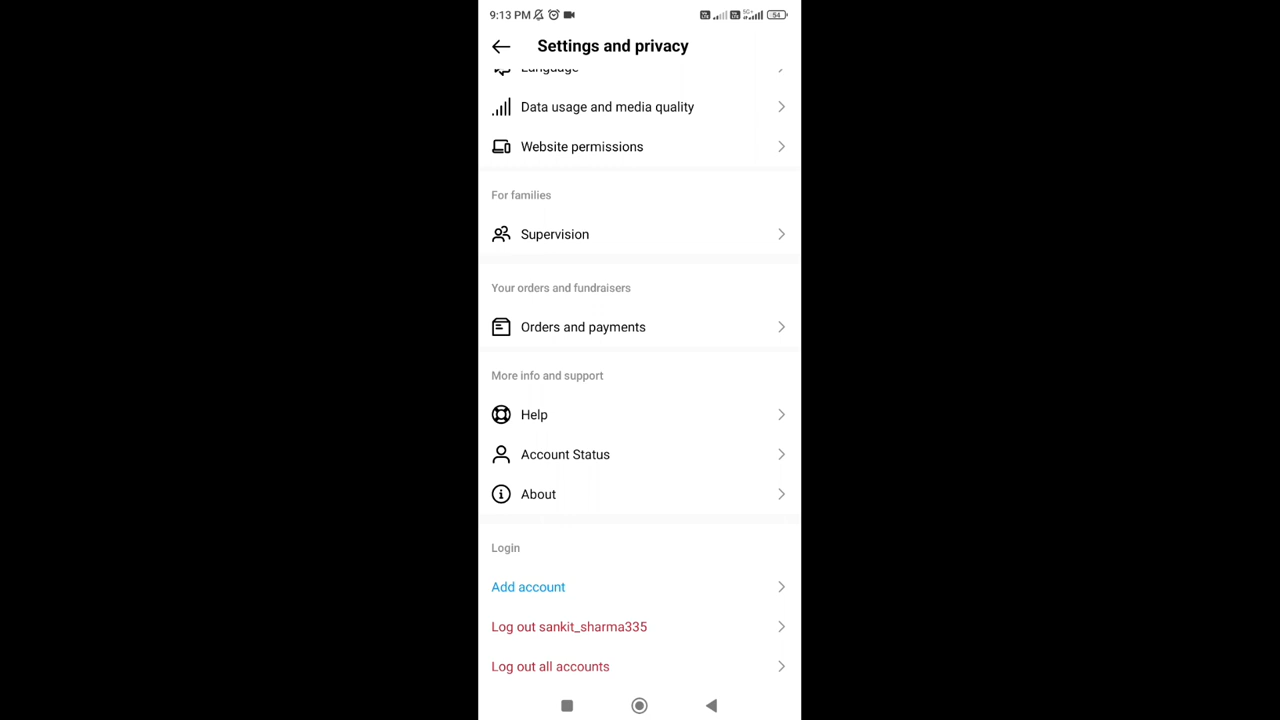 9:13 PM
54
Settings and privacy
Language
Data usage and media quality
Website permissions
For families
Supervision
Your orders and fundraisers
Orders and payments
More info and support
Help
Account Status
About
Login
Add account
Log out sankit_sharma335
Log out all accounts